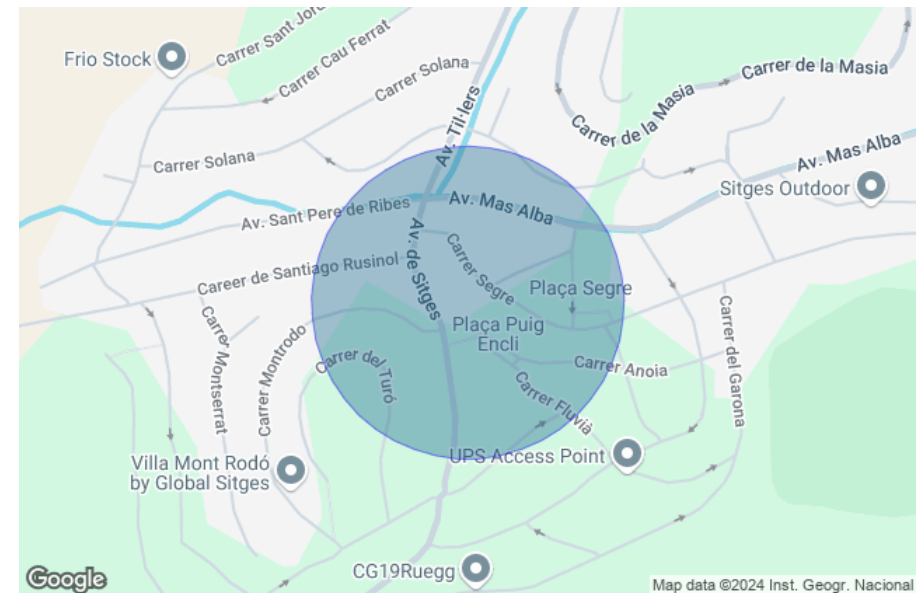 Carrer Sant Jord
Frio Stock
Carrer Cau Ferrat
Carrer Solana
Carrer de la Masia
Av. Til·lers
Carrer de la Masia
Av. Mas Alba
Carrer Solana
Sitges Outdoor
Av. Sant Pere de Ribes
Av. Mas Alba
Av. de Sitges
Carrer Segre
Career de Santiago Rusinol
Plaça Segre
Plaça Puig
Encli
Carrer Montserrat
Carrer Montrodo
Carrer del Turó
Carrer Anoia
Carrer del Garona
Carrer Fluvià
UPS Access Point
Villa Mont Rodó
by Global Sitges
CG19Ruegg
Google
Map data ©2024 Inst. Geogr. Nacional